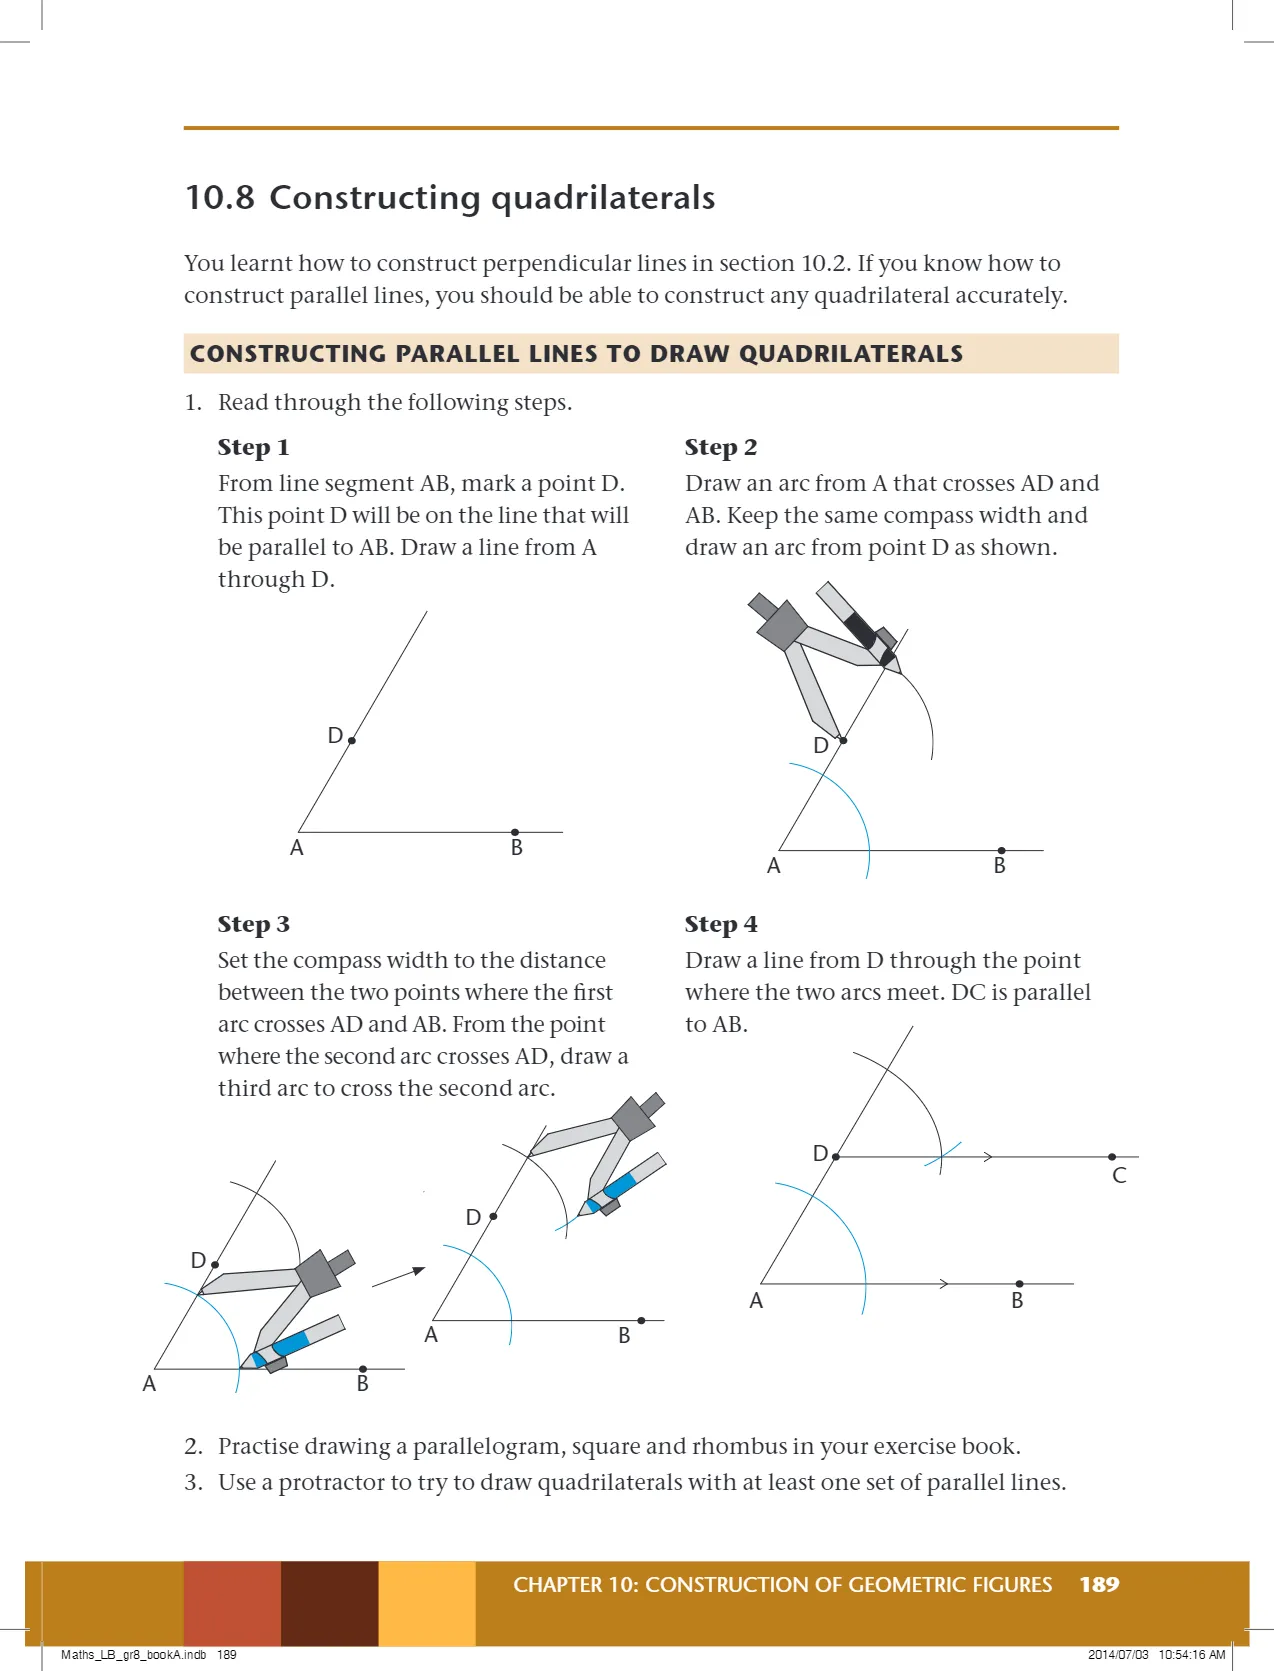 10.8 Constructing quadrilaterals
You learnt how to construct perpendicular lines in section 10.2. If you know how to
construct parallel lines, you should be able to construct any quadrilateral accurately.
CONSTRUCTING PARALLEL LINES TO DRAW QUADRILATERALS
1. Read through the following steps.
Step 1
From line segment AB, mark a point D.
This point D will be on the line that will
be parallel to AB. Draw a line from A
through D.
D
A
B
Step 2
Draw an arc from A that crosses AD and
AB. Keep the same compass width and
draw an arc from point D as shown.
D
A
B
Step 3
Set the compass width to the distance
between the two points where the first
arc crosses AD and AB. From the point
where the second arc crosses AD, draw a
third arc to cross the second arc.
D
A
B
D
A
B
Step 4
Draw a line from D through the point
where the two arcs meet. DC is parallel
to AB.
D
C
A
B
2. Practise drawing a parallelogram, square and rhombus in your exercise book.
3. Use a protractor to try to draw quadrilaterals with at least one set of parallel lines.
CHAPTER 10: CONSTRUCTION OF GEOMETRIC FIGURES 189
Maths_LB_gr8_bookA.indb 189
2014/07/03 10:54:16 AM